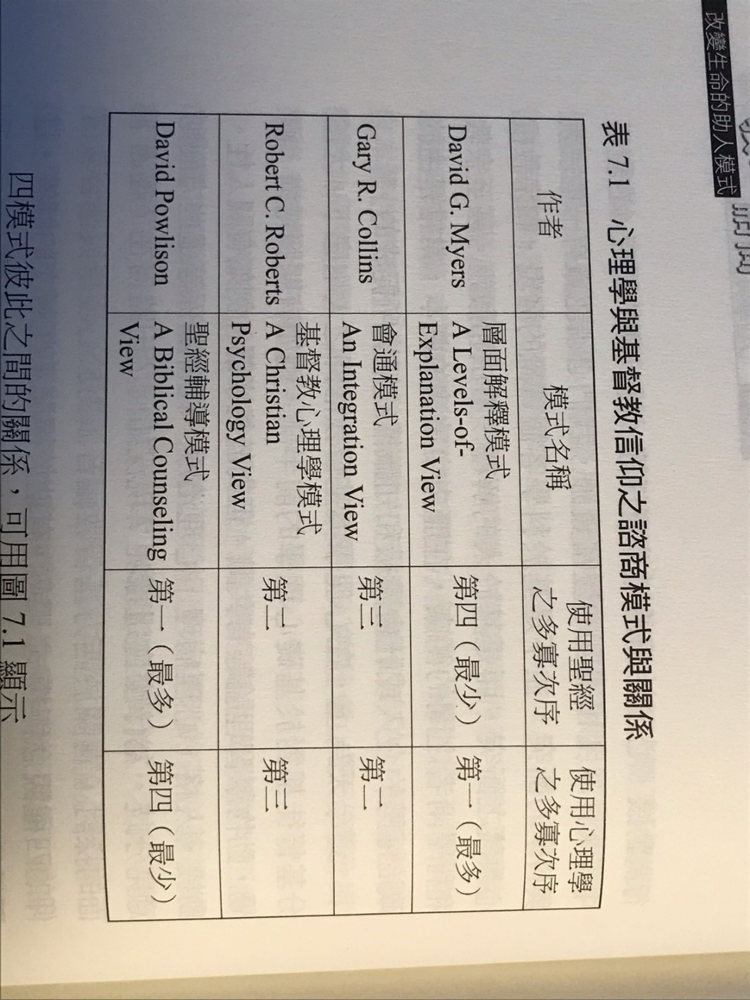 改變生命的助人模式
表 7.1 心理學與基督教信仰之諮商模式與關係
作者 模式名稱 使用聖經之多寡次序 使用心理學之多寡次序
David G. Myers
層面解釋模式
A Levels-of-
Explanation View
第四（最少）
第一（最多）
Gary R. Collins
會通模式
An Integration View
第三
第二
Robert C. Roberts
基督教心理學模式
A Christian
Psychology View
第二
第三
David Powlison
聖經輔導模式
A Biblical Counseling
View
第一（最多）
第四（最少）
四模式彼此之間的關係，可用圖 7.1 顯示